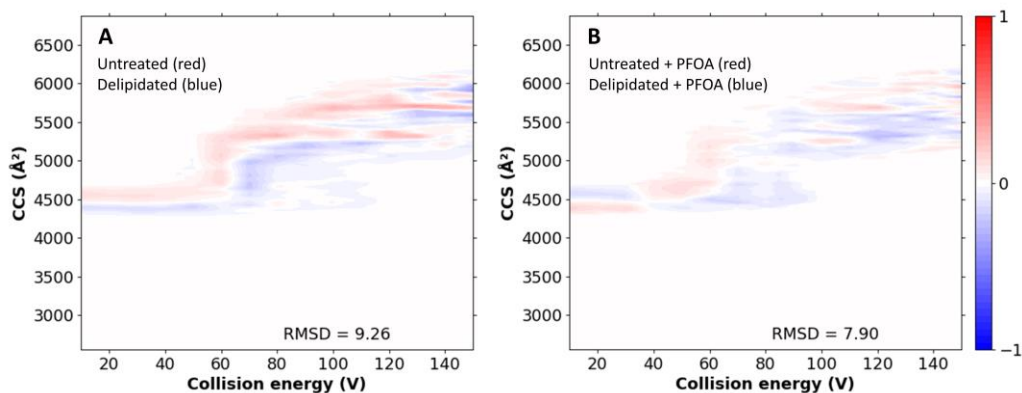 A
Untreated (red)
Delipidated (blue)
CCS (Å²)
6500
6000
5500
5000
4500
4000
3500
3000
RMSD = 9.26
20 40 60 80 100 120 140
Collision energy (V)
B
Untreated + PFOA (red)
Delipidated + PFOA (blue)
CCS (Å²)
6500
6000
5500
5000
4500
4000
3500
3000
RMSD = 7.90
20 40 60 80 100 120 140
Collision energy (V)
1
0
−1